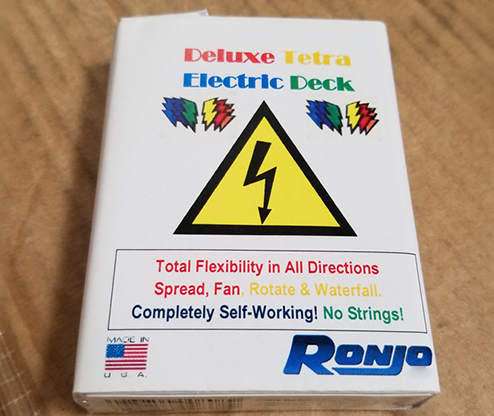 Deluxe Tetra
Electric Deck
Total Flexibility in All Directions
Spread, Fan, Rotate & Waterfall.
Completely Self-Working! No Strings!
MADE IN
U.S.A.
RONJO